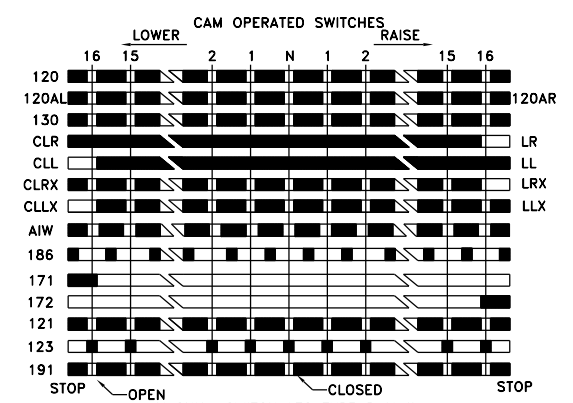 CAM OPERATED SWITCHES
LOWER RAISE
16 15 2 1 N 1 2 15 16
120
120AL 120AR
130
CLR LR
CLL LL
CLRX LRX
CLLX LLX
AIW
186
171
172
121
123
191
STOP OPEN CLOSED STOP